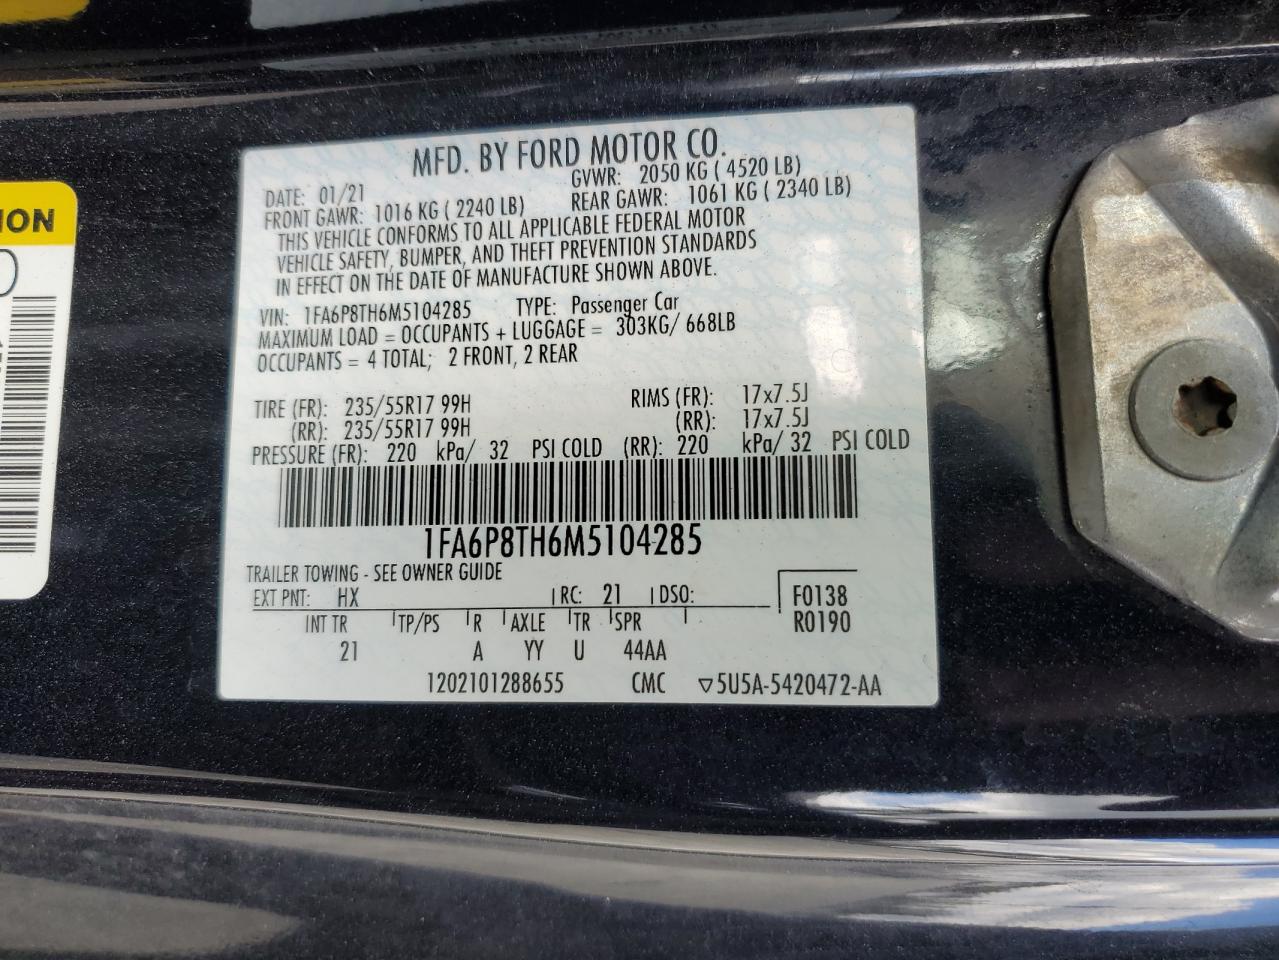 MFD. BY FORD MOTOR CO.
DATE: 01/21 GVWR: 2050 KG ( 4520 LB)
FRONT GAWR: 1016 KG ( 2240 LB) REAR GAWR: 1061 KG ( 2340 LB)
THIS VEHICLE CONFORMS TO ALL APPLICABLE FEDERAL MOTOR
VEHICLE SAFETY, BUMPER, AND THEFT PREVENTION STANDARDS
IN EFFECT ON THE DATE OF MANUFACTURE SHOWN ABOVE.
VIN: 1FA6P8TH6M5104285 TYPE: Passenger Car
MAXIMUM LOAD = OCCUPANTS + LUGGAGE = 303KG/ 668LB
OCCUPANTS = 4 TOTAL; 2 FRONT, 2 REAR
TIRE (FR): 235/55R17 99H RIMS (FR): 17x7.5J
(RR): 235/55R17 99H (RR): 17x7.5J
PRESSURE (FR): 220 kPa/ 32 PSI COLD (RR): 220 kPa/ 32 PSI COLD
1FA6P8TH6M5104285
TRAILER TOWING - SEE OWNER GUIDE
EXT PNT: HX RC: 21 DSO: F0138
INT TR TP/PS R AXLE TR SPR R0190
21 A YY U 44AA
1202101288655 CMC ▽5U5A-5420472-AA